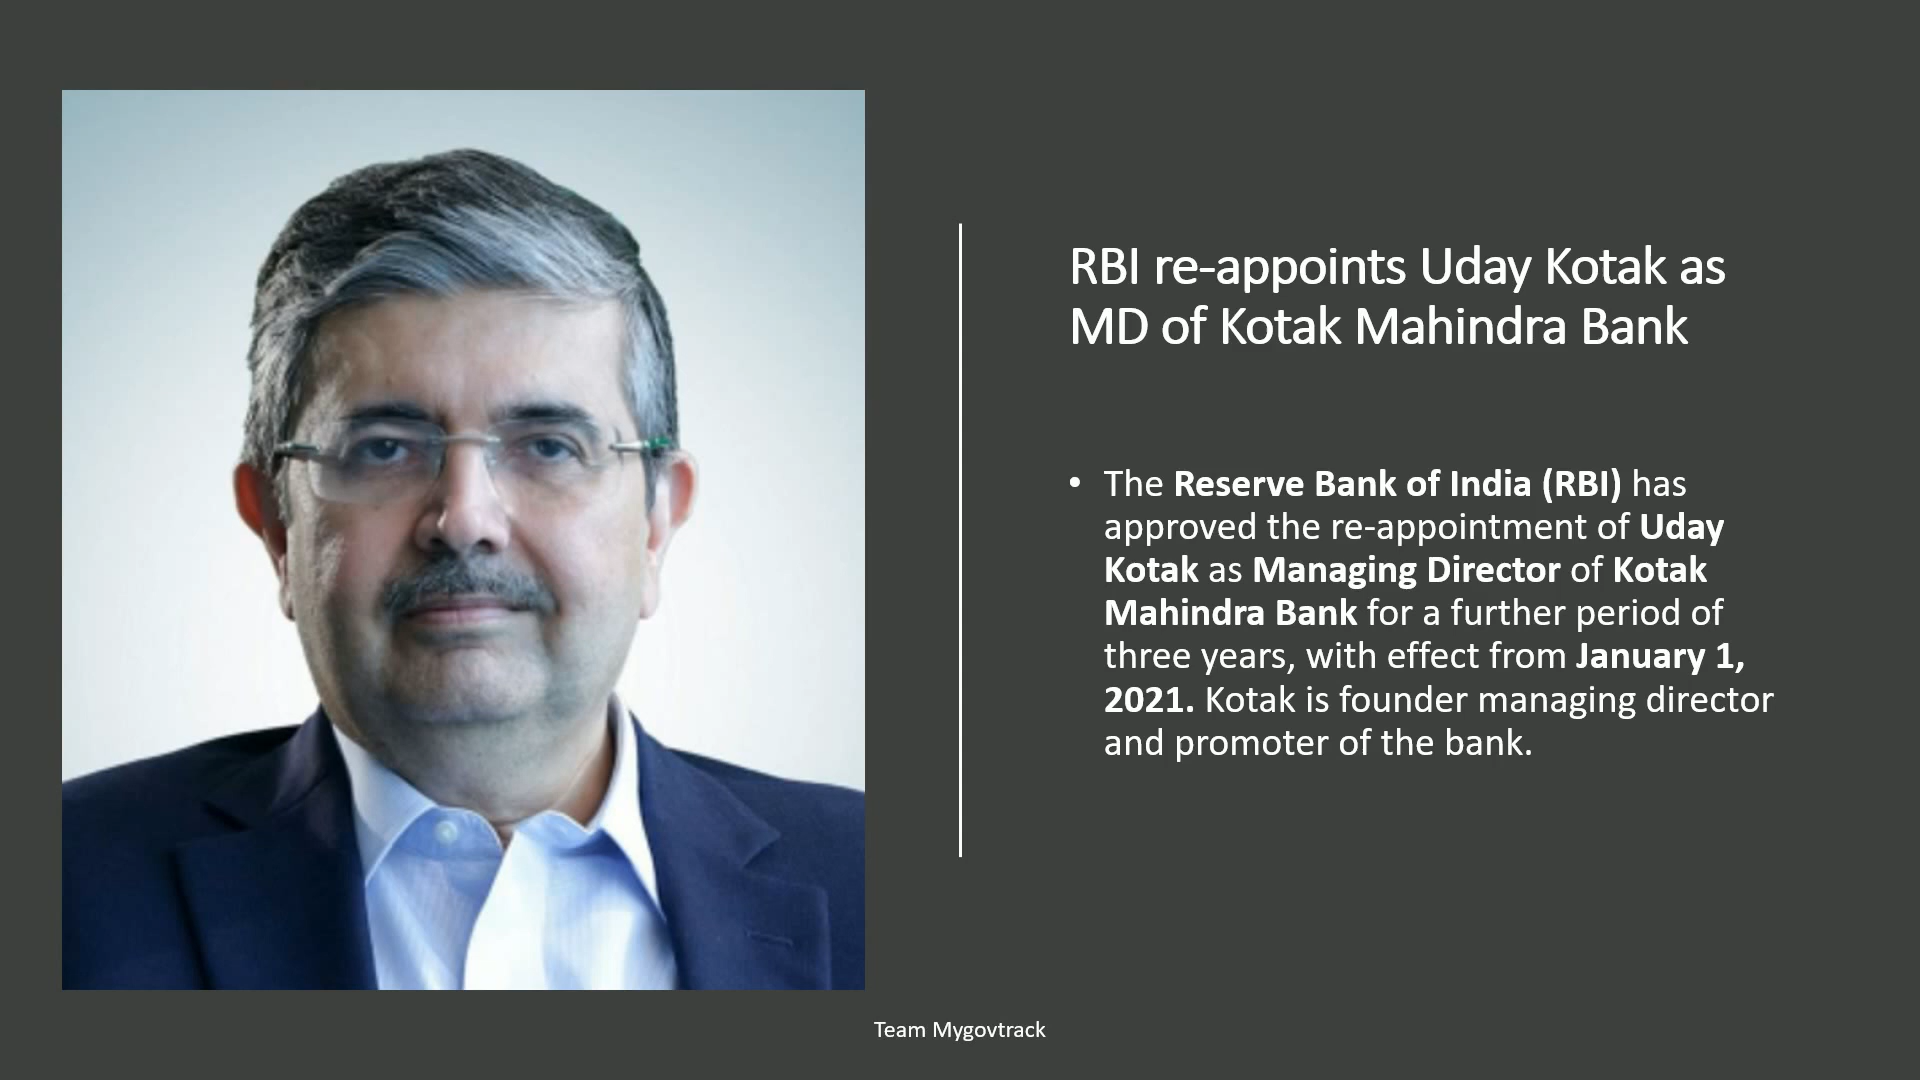 RBI re-appoints Uday Kotak as
MD of Kotak Mahindra Bank
• The Reserve Bank of India (RBI) has
approved the re-appointment of Uday
Kotak as Managing Director of Kotak
Mahindra Bank for a further period of
three years, with effect from January 1,
2021. Kotak is founder managing director
and promoter of the bank.
Team Mygovtrack